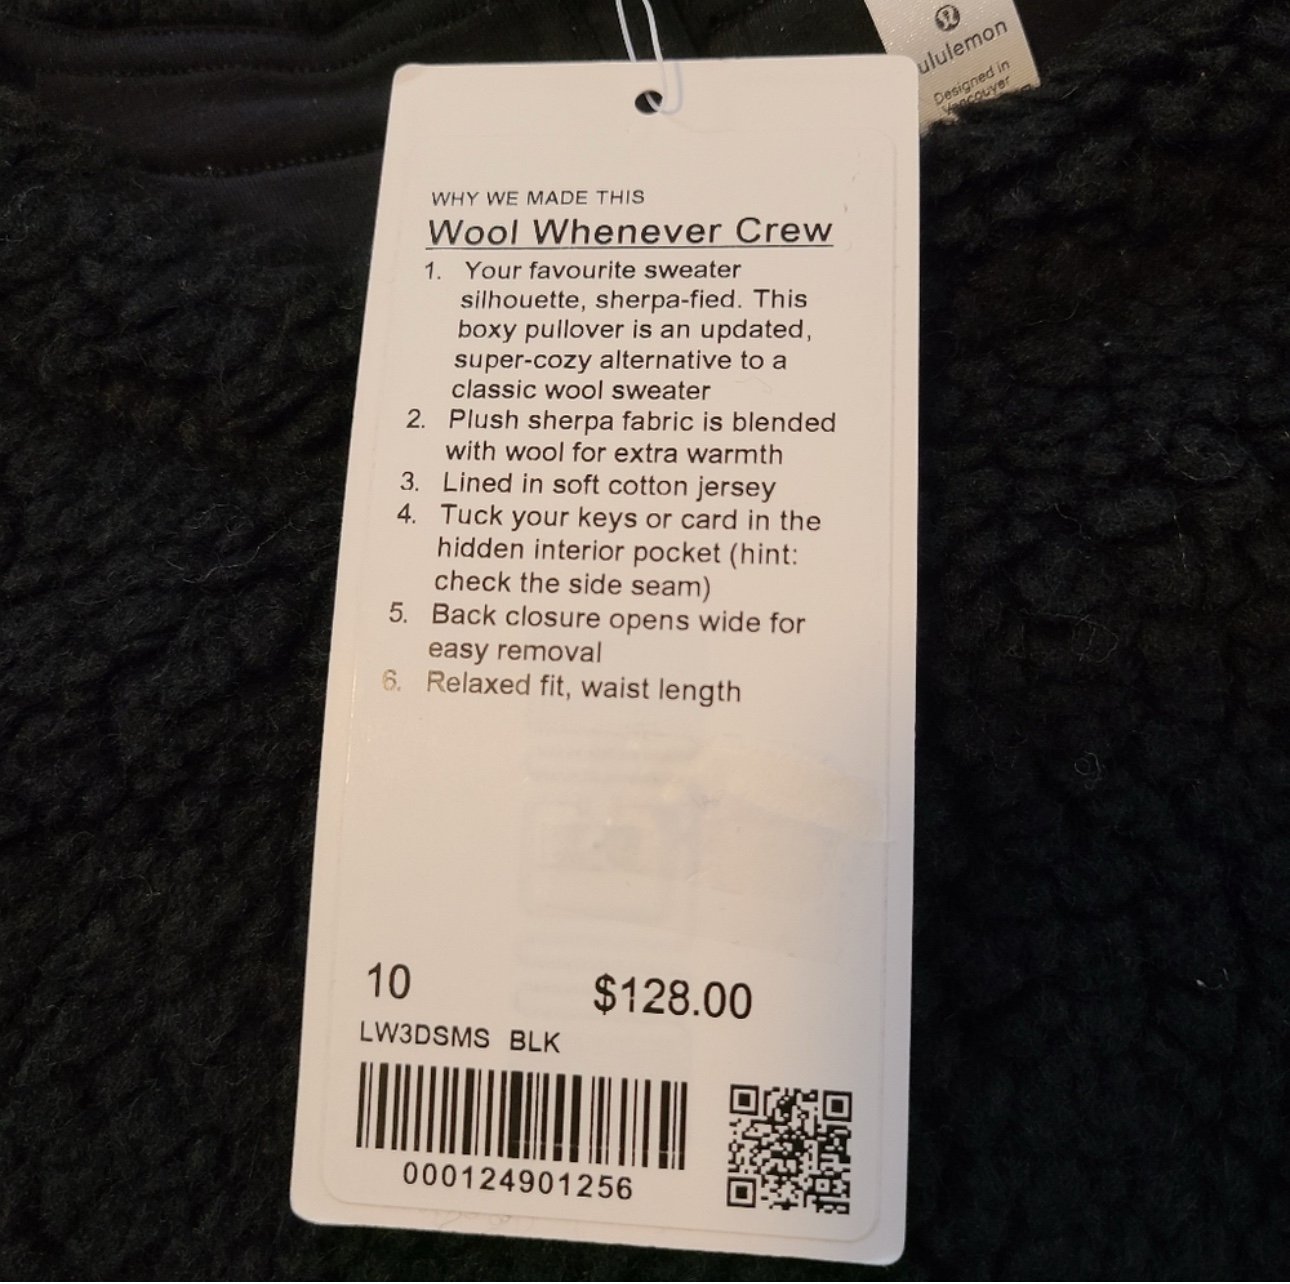 ululemon
Designed in
Vancouver
WHY WE MADE THIS
Wool Whenever Crew
1. Your favourite sweater
silhouette, sherpa-fied. This
boxy pullover is an updated,
super-cozy alternative to a
classic wool sweater
2. Plush sherpa fabric is blended
with wool for extra warmth
3. Lined in soft cotton jersey
4. Tuck your keys or card in the
hidden interior pocket (hint:
check the side seam)
5. Back closure opens wide for
easy removal
6. Relaxed fit, waist length
10 $128.00
LW3DSMS BLK
000124901256